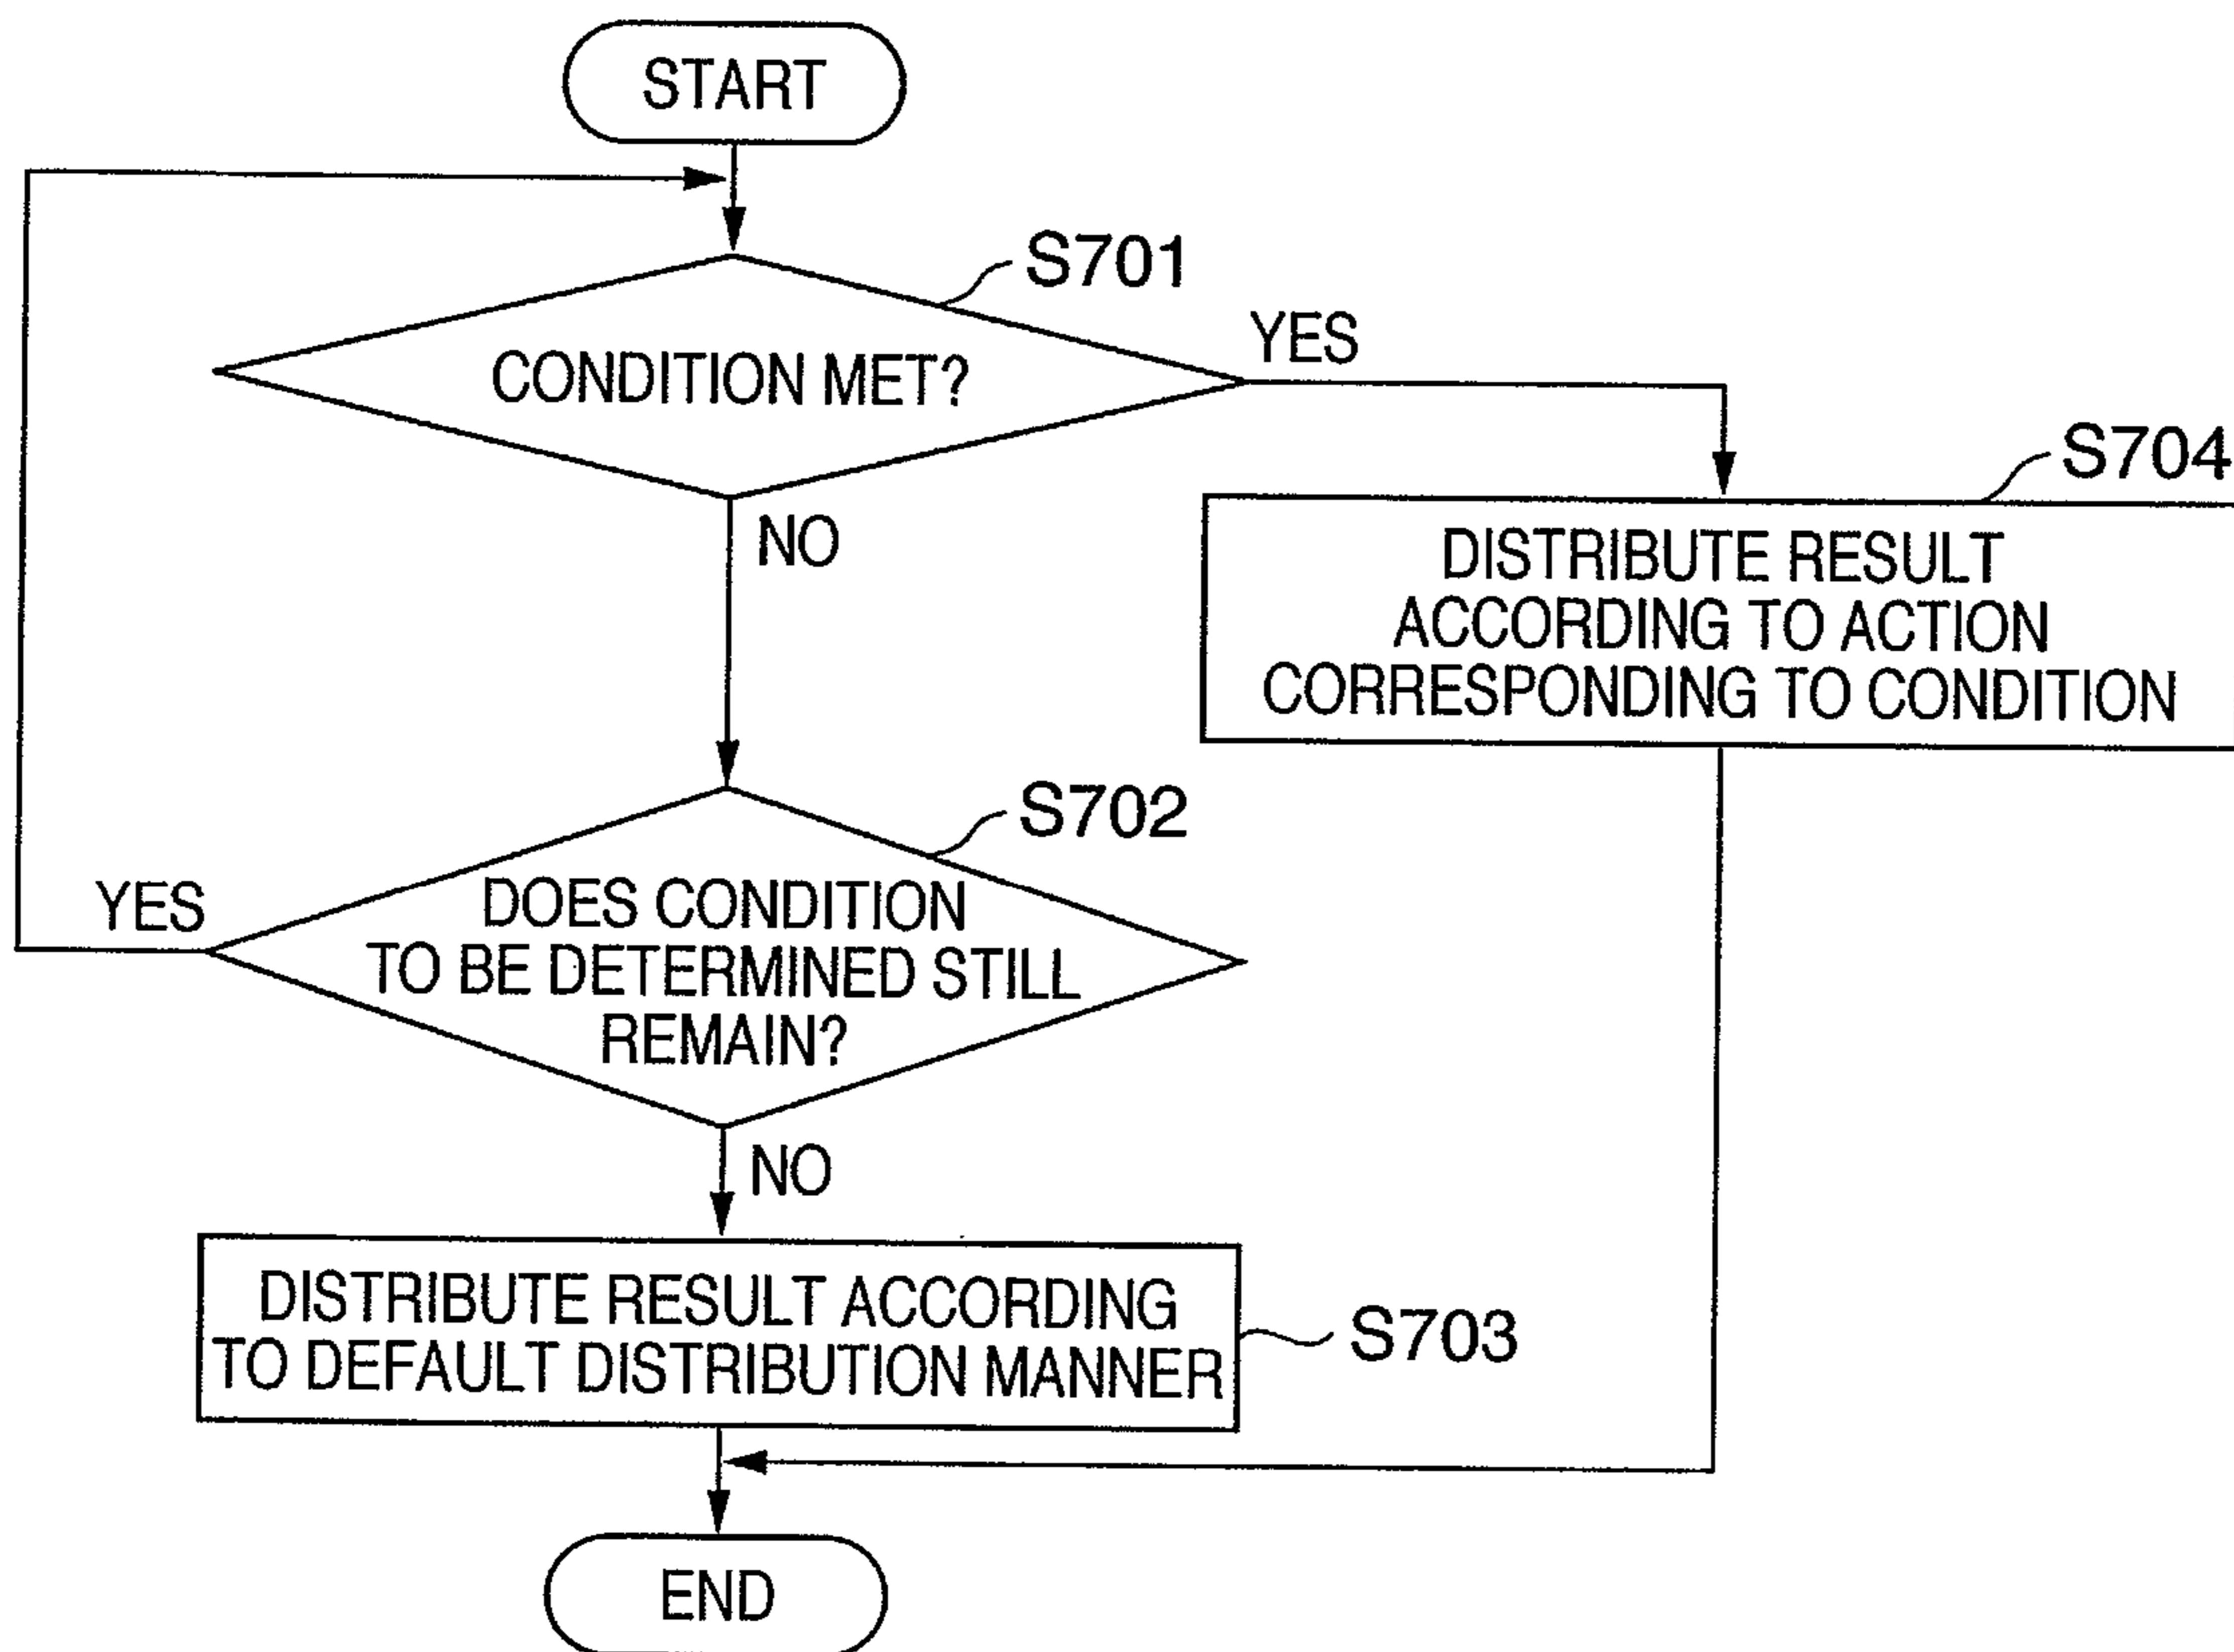 START
S701
CONDITION MET?
YES
NO
S704
DISTRIBUTE RESULT
ACCORDING TO ACTION
CORRESPONDING TO CONDITION
S702
YES
DOES CONDITION
TO BE DETERMINED STILL
REMAIN?
NO
DISTRIBUTE RESULT ACCORDING
TO DEFAULT DISTRIBUTION MANNER
S703
END